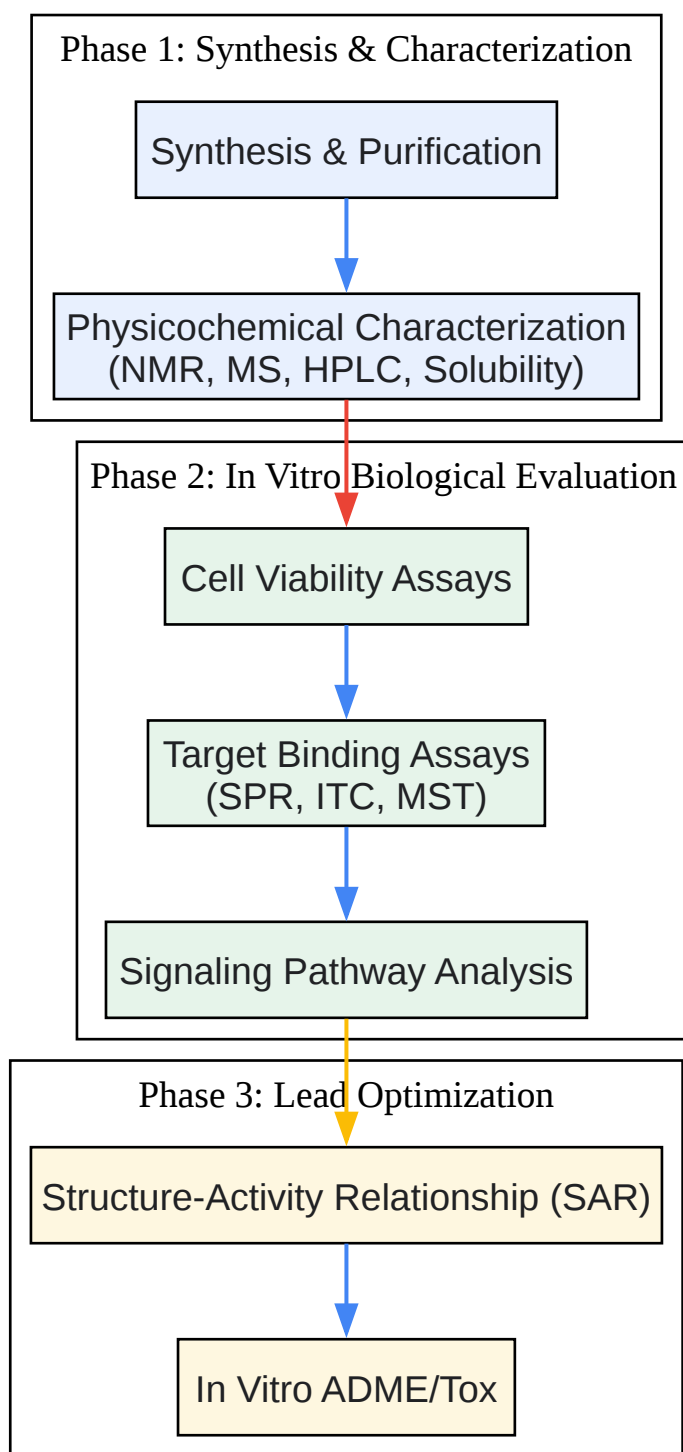 Phase 1: Synthesis & Characterization
Synthesis & Purification
Physicochemical Characterization
(NMR, MS, HPLC, Solubility)
Phase 2: In Vitro Biological Evaluation
Cell Viability Assays
Target Binding Assays
(SPR, ITC, MST)
Signaling Pathway Analysis
Phase 3: Lead Optimization
Structure-Activity Relationship (SAR)
In Vitro ADME/Tox